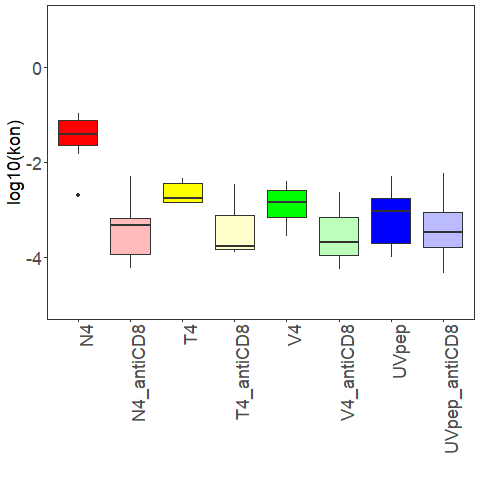 log10(kon)
0
-2
-4
N4
N4_antiCD8
T4
T4_antiCD8
V4
V4_antiCD8
UVpep
UVpep_antiCD8